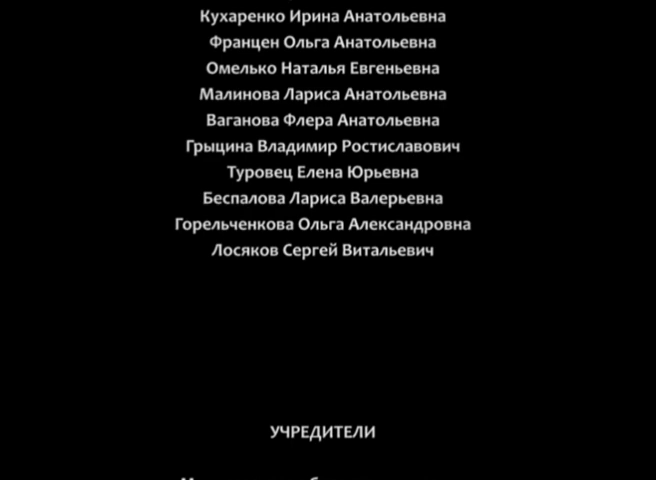 Кухаренко Ирина Анатольевна
Францен Ольга Анатольевна
Омелько Наталья Евгеньевна
Малинова Лариса Анатольевна
Ваганова Флера Анатольевна
Грыцина Владимир Ростиславович
Туровец Елена Юрьевна
Беспалова Лариса Валерьевна
Горельченкова Ольга Александровна
Лосяков Сергей Витальевич
УЧРЕДИТЕЛИ